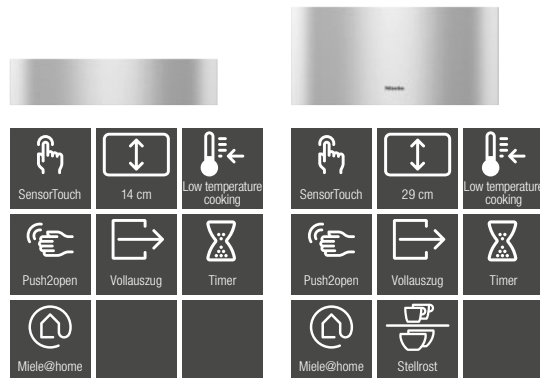 Miele
SensorTouch
14 cm
Low temperature
cooking
Push2open
Vollauszug
Timer
Miele@home
SensorTouch
29 cm
Low temperature
cooking
Push2open
Vollauszug
Timer
Miele@home
Stellrost